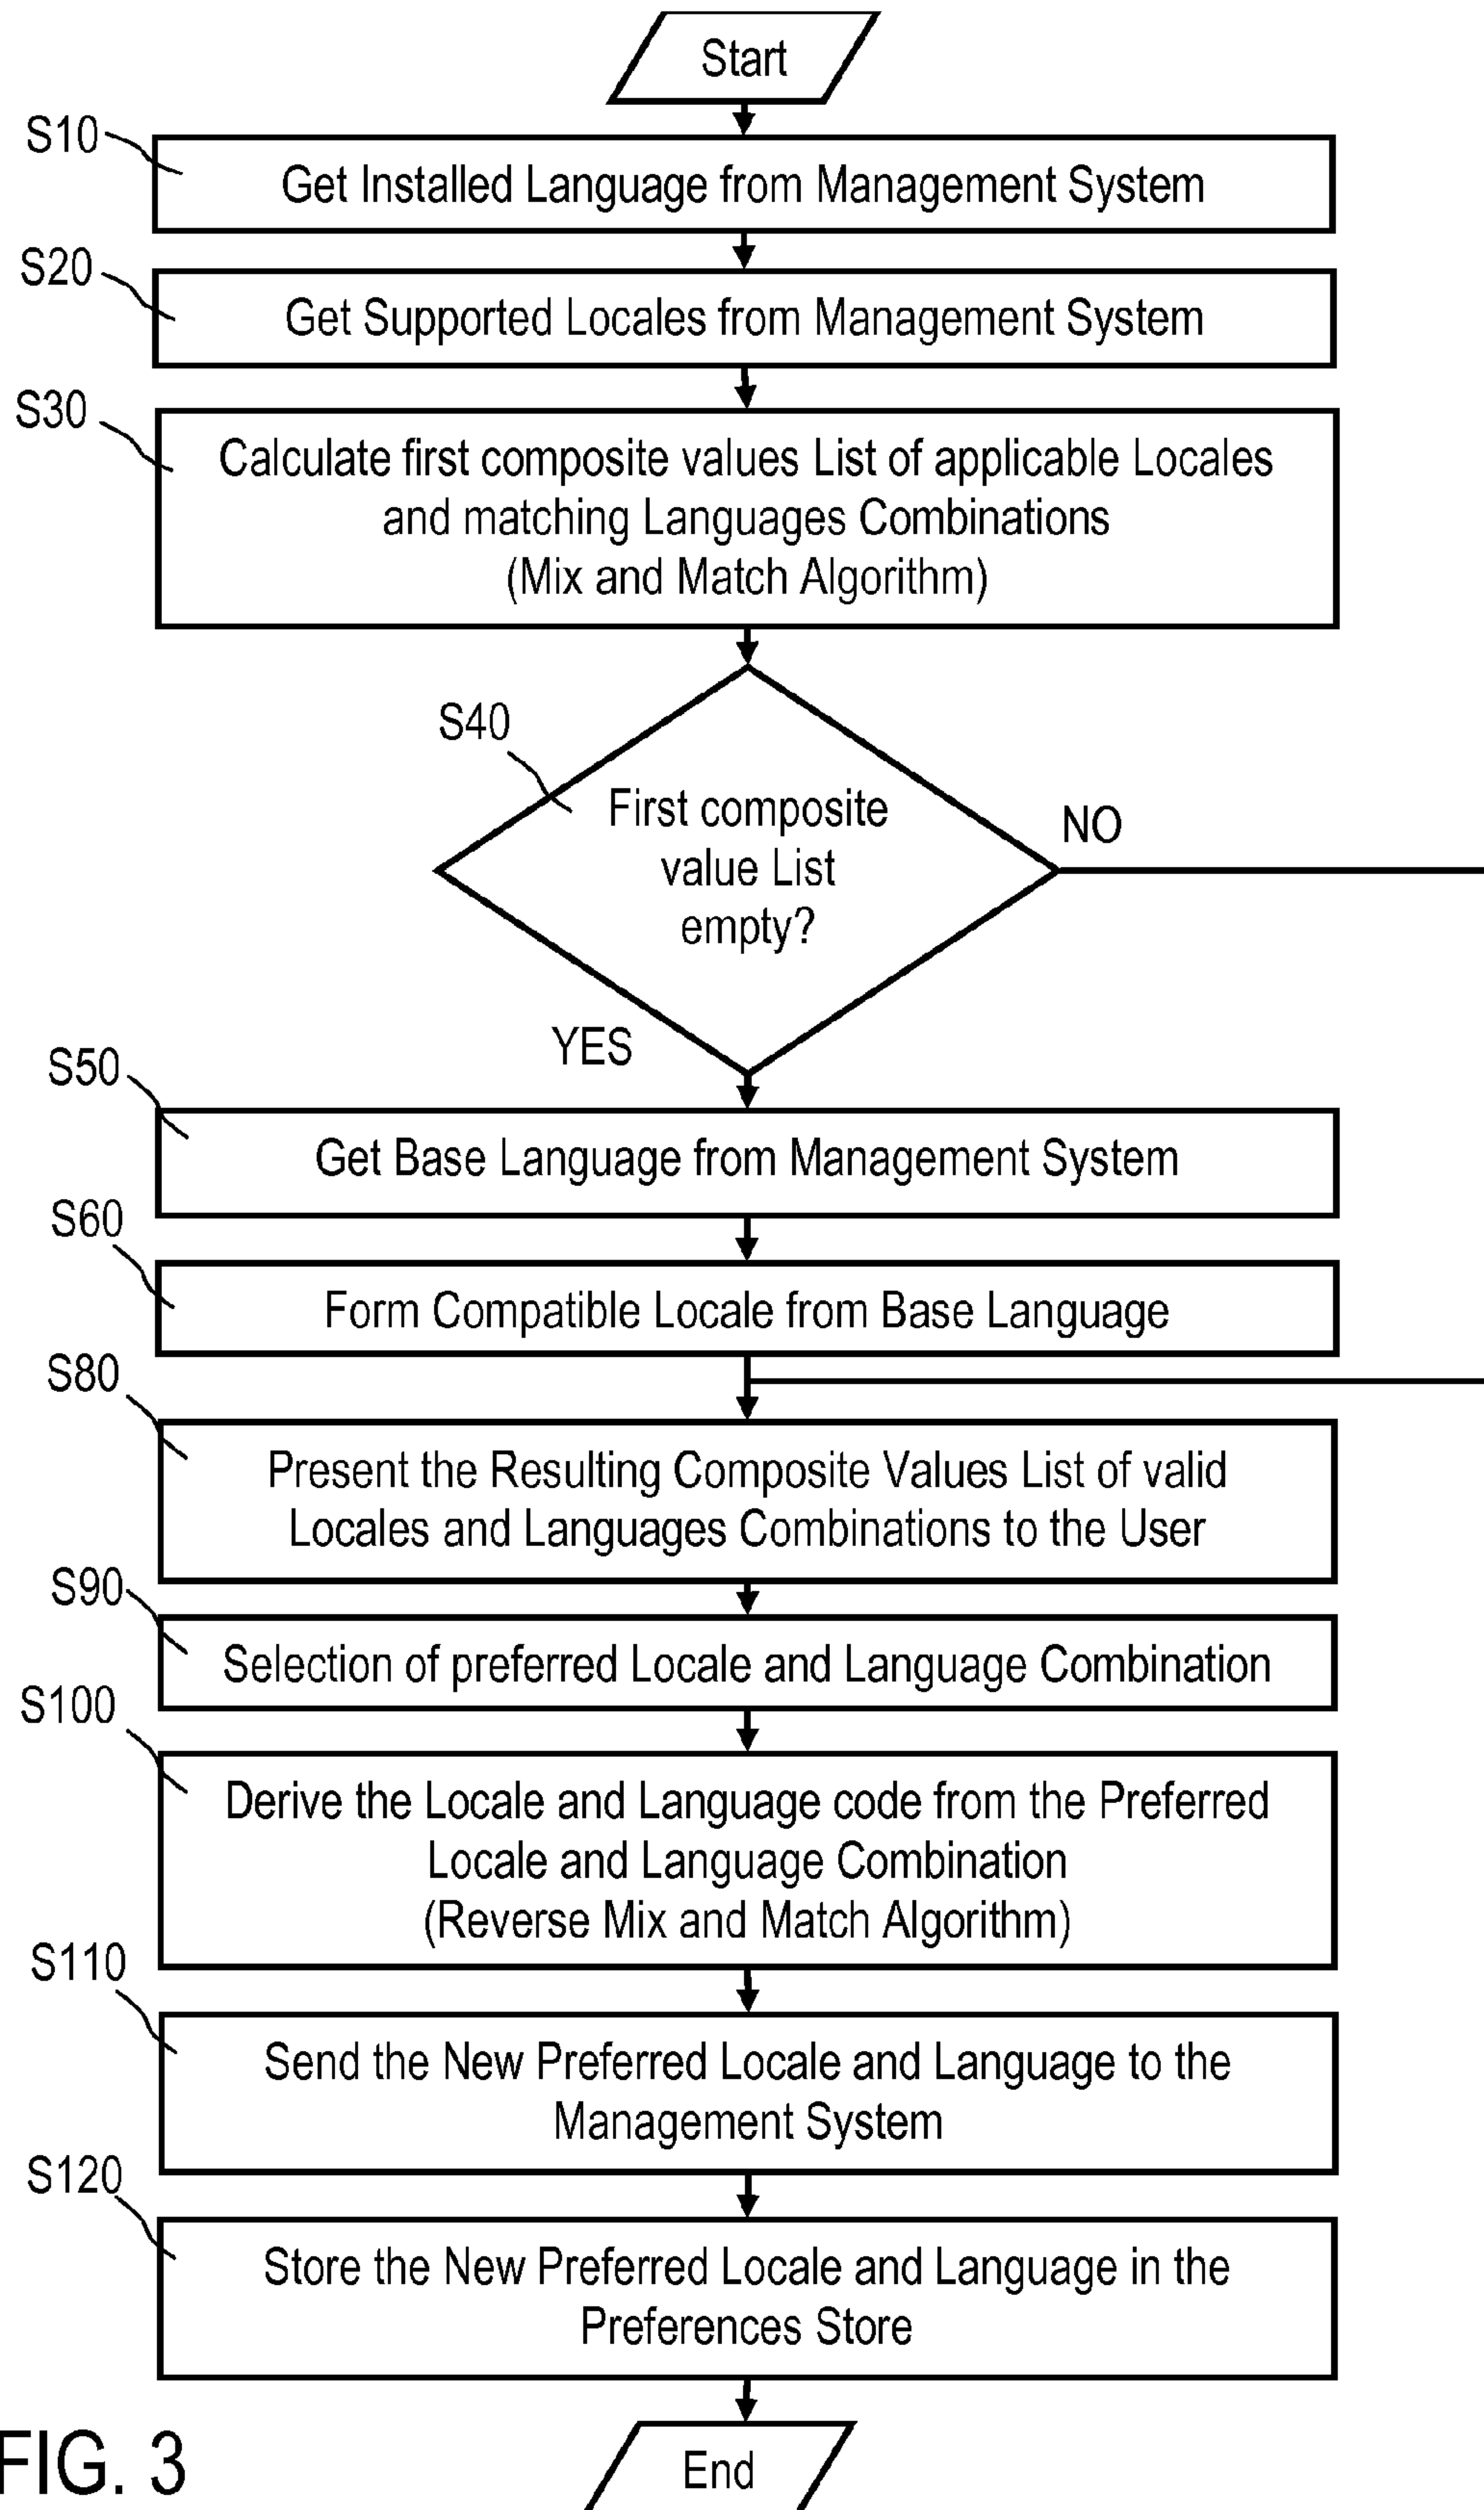 Start
S10
Get Installed Language from Management System
S20
Get Supported Locales from Management System
S30
Calculate first composite values List of applicable Locales
and matching Languages Combinations
(Mix and Match Algorithm)
S40
First composite
value List
empty?
NO
YES
S50
Get Base Language from Management System
S60
Form Compatible Locale from Base Language
S80
Present the Resulting Composite Values List of valid
Locales and Languages Combinations to the User
S90
Selection of preferred Locale and Language Combination
S100
Derive the Locale and Language code from the Preferred
Locale and Language Combination
(Reverse Mix and Match Algorithm)
S110
Send the New Preferred Locale and Language to the
Management System
S120
Store the New Preferred Locale and Language in the
Preferences Store
End
FIG. 3